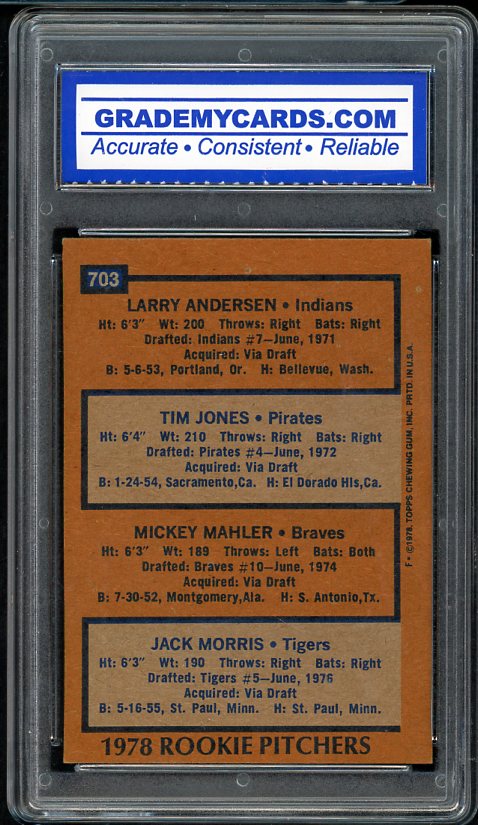 GRADEMYCARDS.COM
Accurate • Consistent • Reliable
703
LARRY ANDERSEN • Indians
Ht: 6'3" Wt: 200 Throws: Right Bats: Right
Drafted: Indians #7—June, 1971
Acquired: Via Draft
B: 5-6-53, Portland, Or. H: Bellevue, Wash.
TIM JONES • Pirates
Ht: 6'4" Wt: 210 Throws: Right Bats: Right
Drafted: Pirates #4—June, 1972
Acquired: Via Draft
B: 1-24-54, Sacramento,Ca. H: El Dorado Hls,Ca.
MICKEY MAHLER • Braves
Ht: 6'3" Wt: 189 Throws: Left Bats: Both
Drafted: Braves #10—June, 1974
Acquired: Via Draft
B: 7-30-52, Montgomery,Ala. H: S. Antonio,Tx.
JACK MORRIS • Tigers
Ht: 6'3" Wt: 190 Throws: Right Bats: Right
Drafted: Tigers #5—June, 1976
Acquired: Via Draft
B: 5-16-55, St. Paul, Minn. H: St. Paul, Minn.
1978 ROOKIE PITCHERS
F• ©1978, TOPPS CHEWING GUM, INC. PRTD. IN U.S.A.